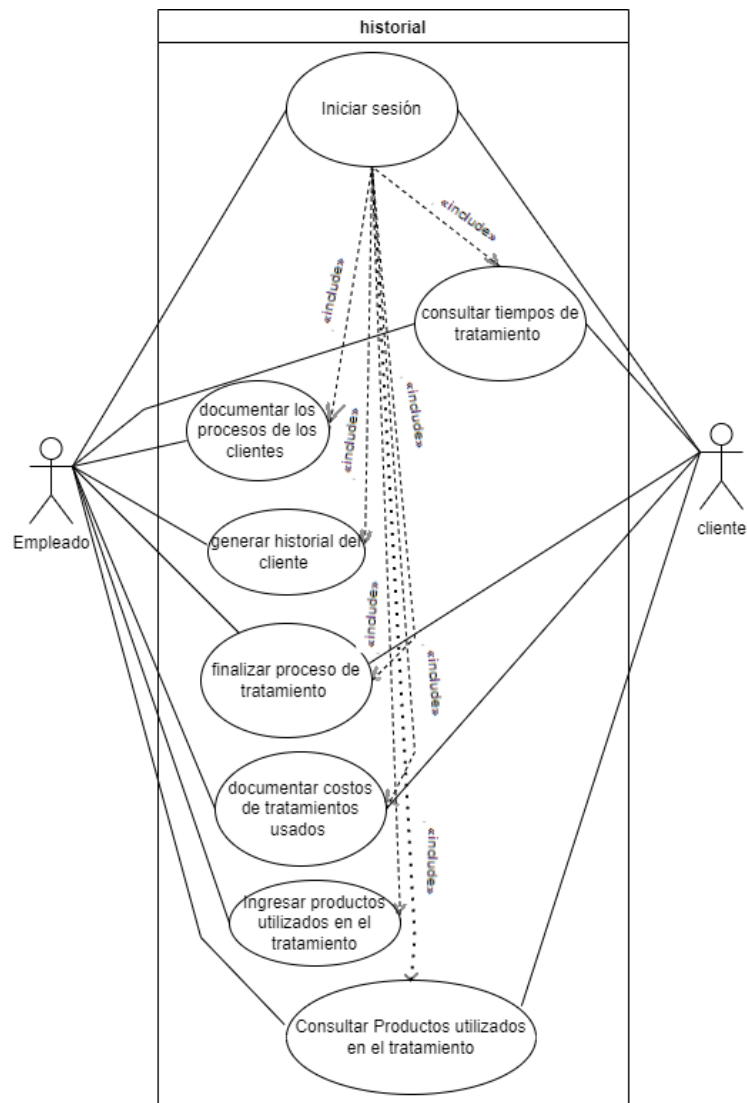 historial
Iniciar sesión
«include»
«include»
consultar tiempos de
tratamiento
«include»
«include»
documentar los
procesos de los
clientes
Empleado
cliente
generar historial del
cliente
«include»
«include»
finalizar proceso de
tratamiento
documentar costos
de tratamientos
usados
«include»
Ingresar productos
utilizados en el
tratamiento
Consultar Productos utilizados
en el tratamiento